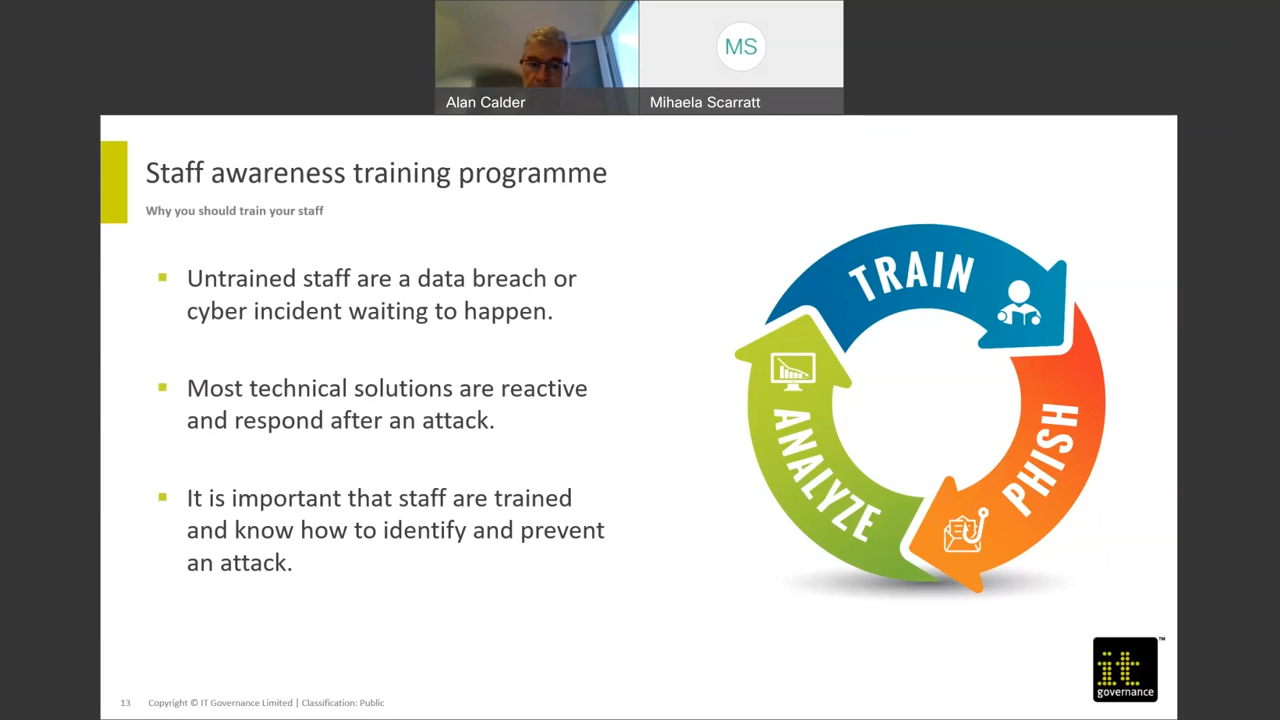 MS
Alan Calder
Mihaela Scarratt
Staff awareness training programme
Why you should train your staff
Untrained staff are a data breach or
cyber incident waiting to happen.
Most technical solutions are reactive
and respond after an attack.
It is important that staff are trained
and know how to identify and prevent
an attack.
TRAIN
PHISH
ANALYZE
it
governance
TM
13
Copyright © IT Governance Limited | Classification: Public